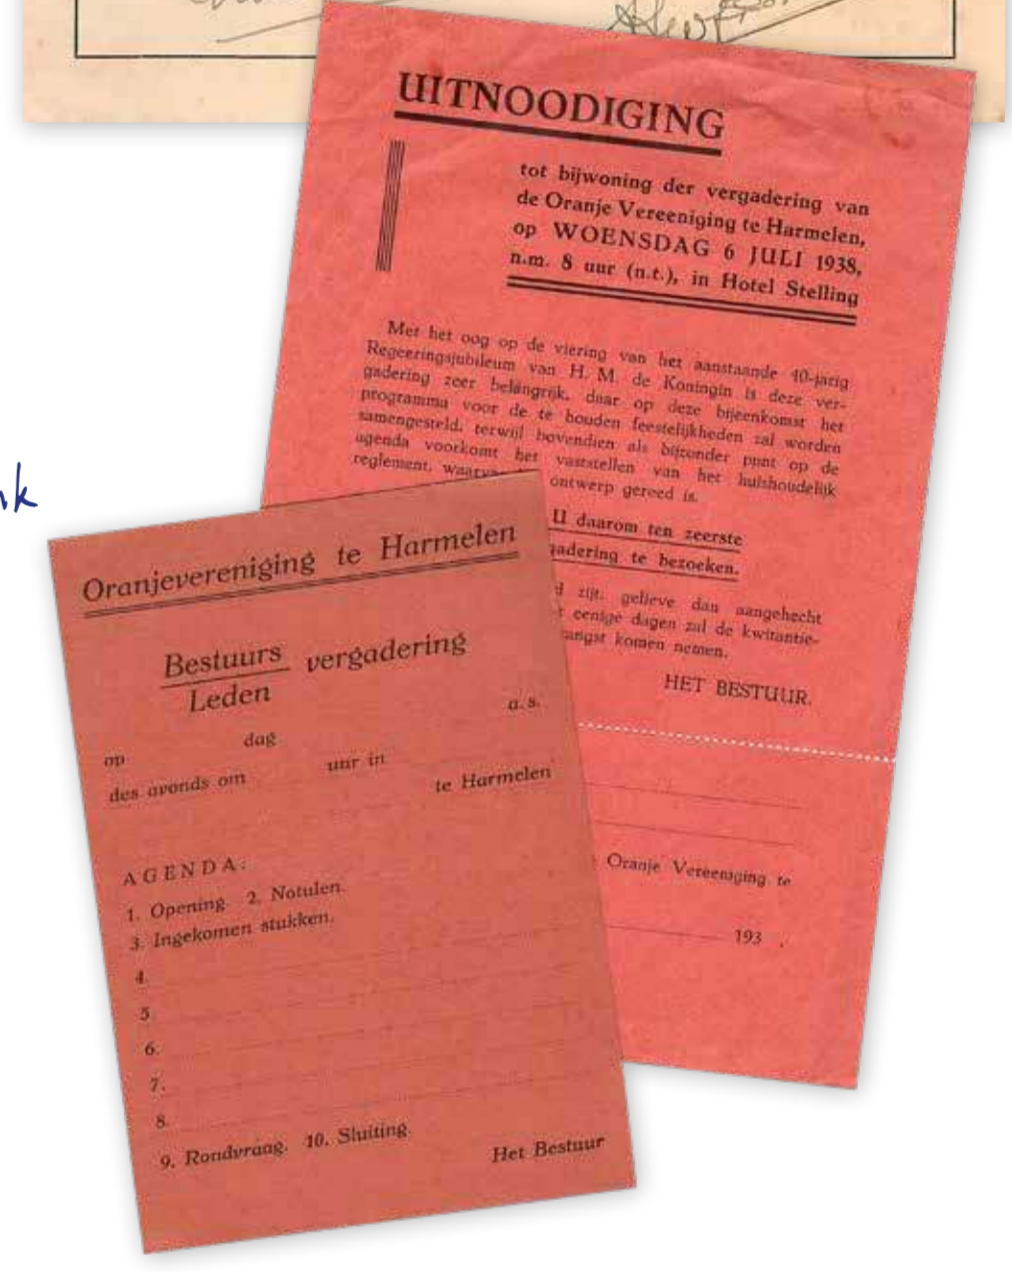 UITNOODIGING
tot bijwoning der vergadering van
de Oranje Vereeniging te Harmelen,
op WOENSDAG 6 JULI 1938,
n.m. 8 uur (n.t.), in Hotel Stelling
Met het oog op de viering van het aanstaande 40-jarig
Regeeringsjubileum van H. M. de Koningin is deze ver-
gadering zeer belangrijk, daar op deze bijeenkomst het
programma voor de te houden feestelijkheden zal worden
samengesteld, terwijl bovendien als bijzonder punt op de
agenda voorkomt het vaststellen van het huishoudelijk
reglement, ontwerp gereed is.
U daarom ten zeerste
gadering te bezoeken.
zijt, gelieve dan aangehecht
eenige dagen zal de kwitantie-
angst komen nemen.
HET BESTUUR.
Oranje Vereeniging te
193 .
Oranjevereniging te Harmelen
Bestuurs vergadering
Leden
op dag a.s.
des avonds om uur in te Harmelen
AGENDA:
1. Opening. 2. Notulen.
3. Ingekomen stukken.
4.
5.
6.
7.
8.
9. Rondvraag. 10. Sluiting.
Het Bestuur